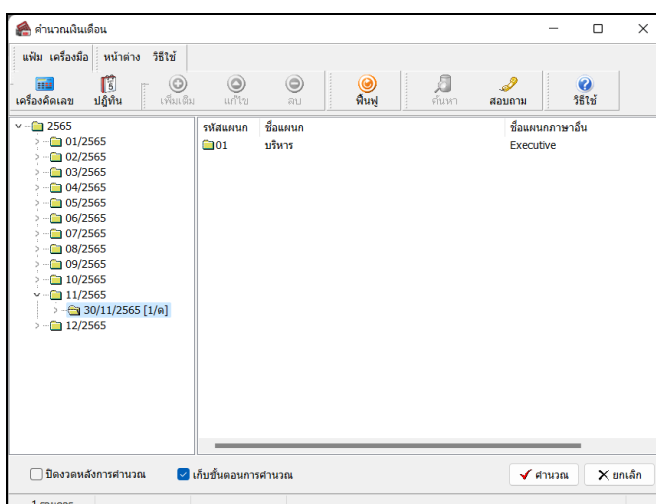 คำนวณเงินเดือน
แฟ้ม เครื่องมือ หน้าต่าง วิธีใช้
เครื่องคิดเลข ปฏิทิน เพิ่มเติม แก้ไข ลบ ฟื้นฟู ค้นหา สอบถาม วิธีใช้
2565
01/2565
02/2565
03/2565
04/2565
05/2565
06/2565
07/2565
08/2565
09/2565
10/2565
11/2565
30/11/2565 [1/ด]
12/2565
รหัสแผนก ชื่อแผนก ชื่อแผนกภาษาอื่น
01 บริหาร Executive
ปิดงวดหลังการคำนวณ เก็บขั้นตอนการคำนวณ คำนวณ ยกเลิก
1 รายการ